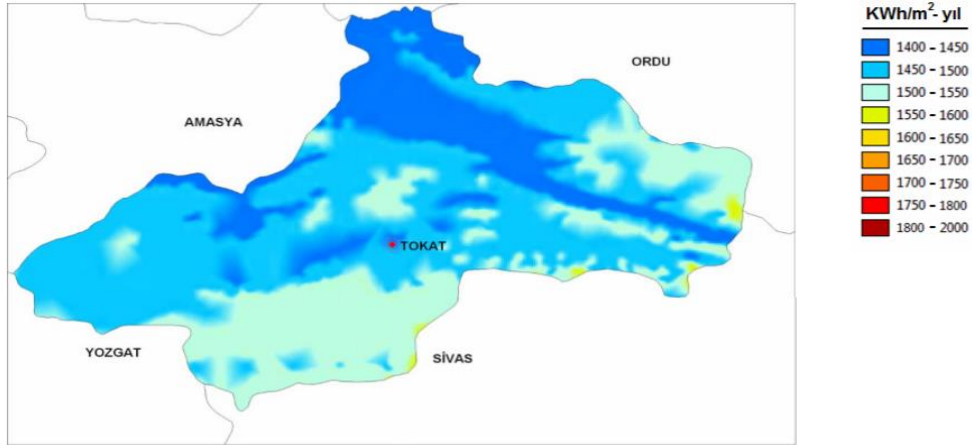 KWh/m²- yıl
1400 - 1450
1450 - 1500
1500 - 1550
1550 - 1600
1600 - 1650
1650 - 1700
1700 - 1750
1750 - 1800
1800 - 2000
ORDU
AMASYA
TOKAT
YOZGAT
SİVAS